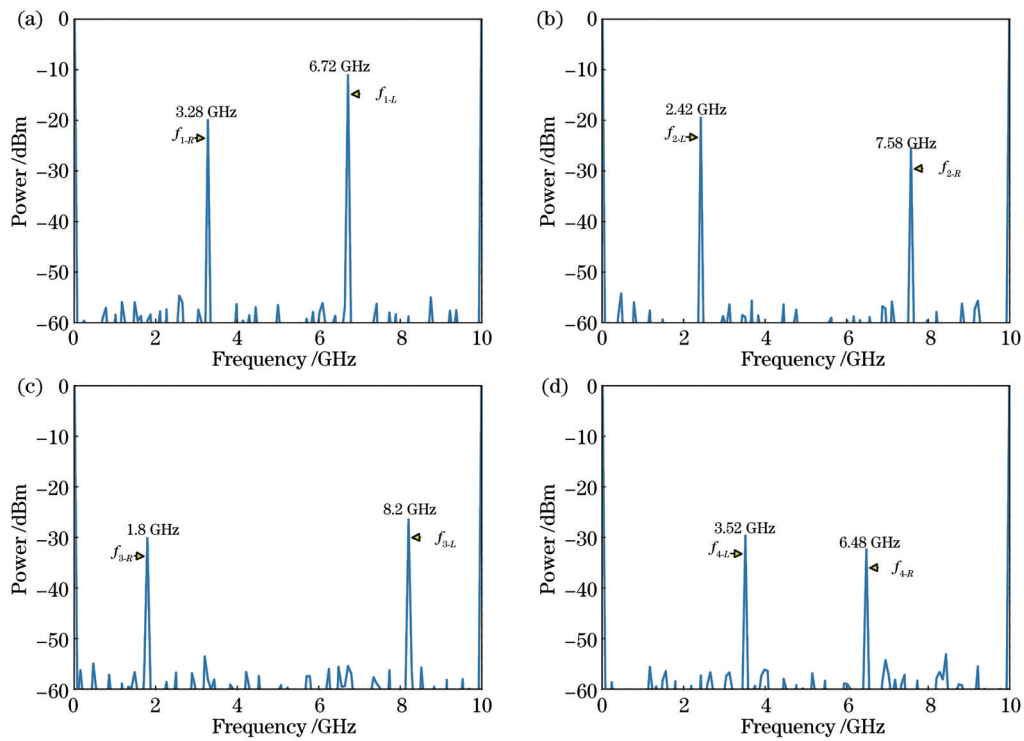 (a)
Power /dBm
0
−10
−20
−30
−40
−50
−60
3.28 GHz
f1-R
6.72 GHz
f1-L
0 2 4 6 8 10
Frequency /GHz
(b)
Power /dBm
0
−10
−20
−30
−40
−50
−60
2.42 GHz
f2-L
7.58 GHz
f2-R
0 2 4 6 8 10
Frequency /GHz
(c)
Power /dBm
0
−10
−20
−30
−40
−50
−60
1.8 GHz
f3-R
8.2 GHz
f3-L
0 2 4 6 8 10
Frequency /GHz
(d)
Power /dBm
0
−10
−20
−30
−40
−50
−60
3.52 GHz
f4-L
6.48 GHz
f4-R
0 2 4 6 8 10
Frequency /GHz